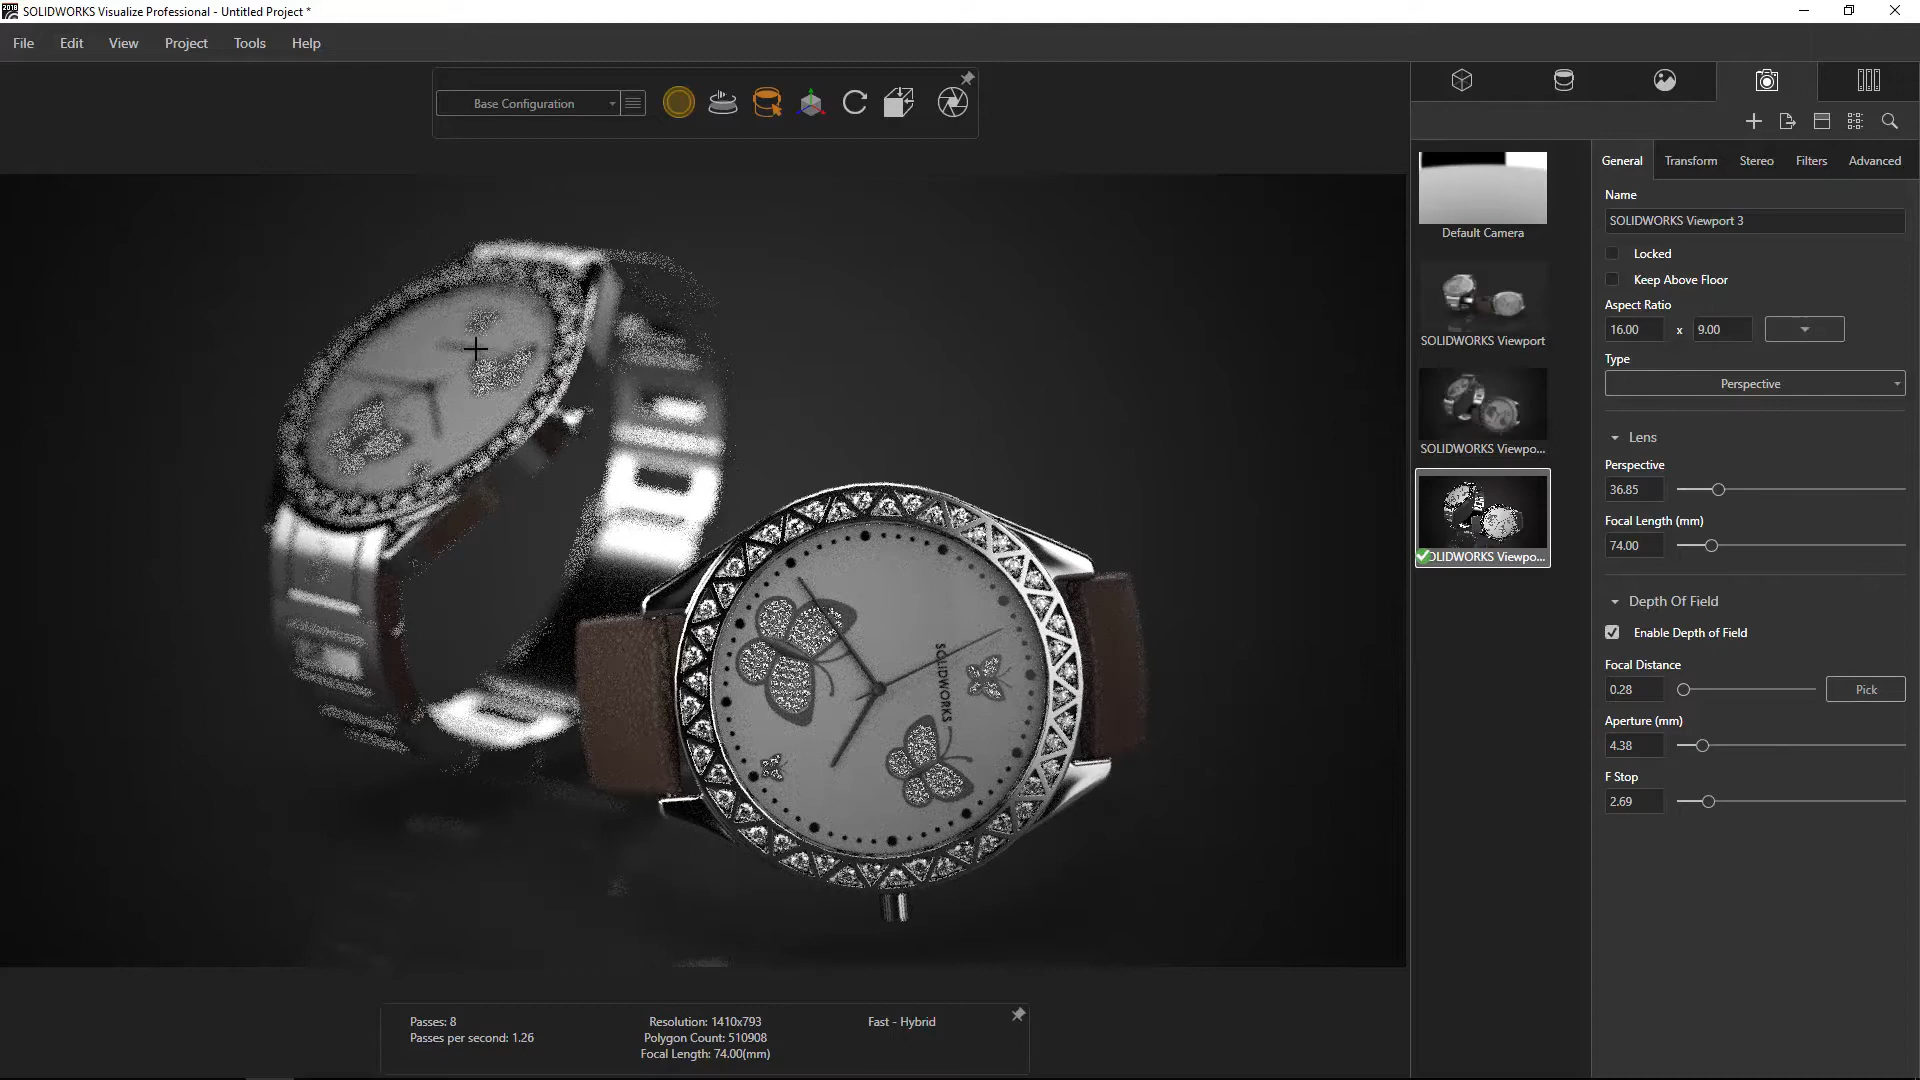 2018
SOLIDWORKS Visualize Professional - Untitled Project *
File Edit View Project Tools Help
Base Configuration
SOLIDWORKS
Passes: 8
Passes per second: 1.26
Resolution: 1410x793
Polygon Count: 510908
Focal Length: 74.00(mm)
Fast - Hybrid
Default Camera
SOLIDWORKS Viewport
SOLIDWORKS Viewpo...
OLIDWORKS Viewpo...
General Transform Stereo Filters Advanced
Name
SOLIDWORKS Viewport 3
Locked
Keep Above Floor
Aspect Ratio
16.00 x 9.00
Type
Perspective
Lens
Perspective
36.85
Focal Length (mm)
74.00
Depth Of Field
Enable Depth of Field
Focal Distance
0.28 Pick
Aperture (mm)
4.38
F Stop
2.69